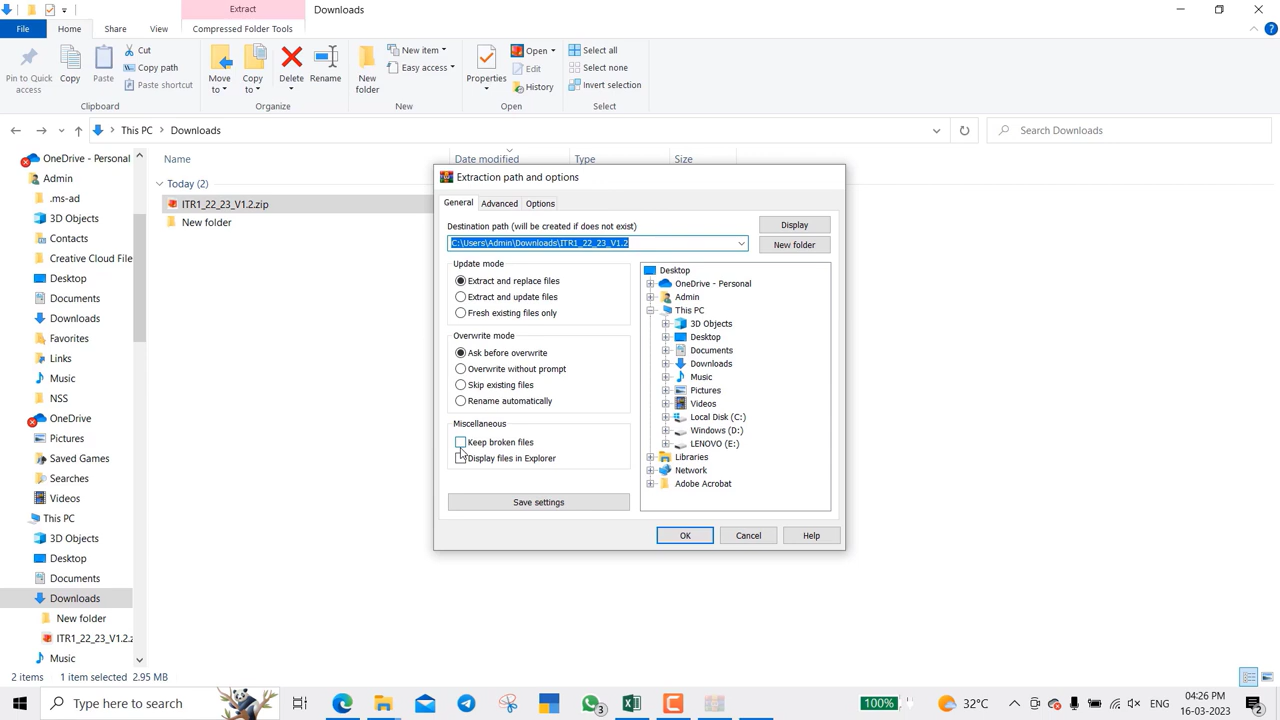 Extract
Downloads
File
Home
Share
View
Compressed Folder Tools
Pin to Quick access
Copy
Paste
Cut
Copy path
Paste shortcut
Clipboard
Move to
Copy to
Delete
Rename
Organize
New folder
New item
Easy access
New
Properties
Open
Edit
History
Open
Select all
Select none
Invert selection
Select
This PC
Downloads
Search Downloads
Name
Date modified
Type
Size
Today (2)
ITR1_22_23_V1.2.zip
New folder
OneDrive - Personal
Admin
.ms-ad
3D Objects
Contacts
Creative Cloud File
Desktop
Documents
Downloads
Favorites
Links
Music
NSS
OneDrive
Pictures
Saved Games
Searches
Videos
This PC
3D Objects
Desktop
Documents
Downloads
New folder
ITR1_22_23_V1.2.z
Music
Extraction path and options
General
Advanced
Options
Destination path (will be created if does not exist)
C:\Users\Admin\Downloads\ITR1_22_23_V1.2
Display
New folder
Update mode
Extract and replace files
Extract and update files
Fresh existing files only
Overwrite mode
Ask before overwrite
Overwrite without prompt
Skip existing files
Rename automatically
Miscellaneous
Keep broken files
Display files in Explorer
Save settings
Desktop
OneDrive - Personal
Admin
This PC
3D Objects
Desktop
Documents
Downloads
Music
Pictures
Videos
Local Disk (C:)
Windows (D:)
LENOVO (E:)
Libraries
Network
Adobe Acrobat
OK
Cancel
Help
2 items
1 item selected 2.95 MB
Type here to search
3
100%
32°C
ENG
04:26 PM
16-03-2023
2